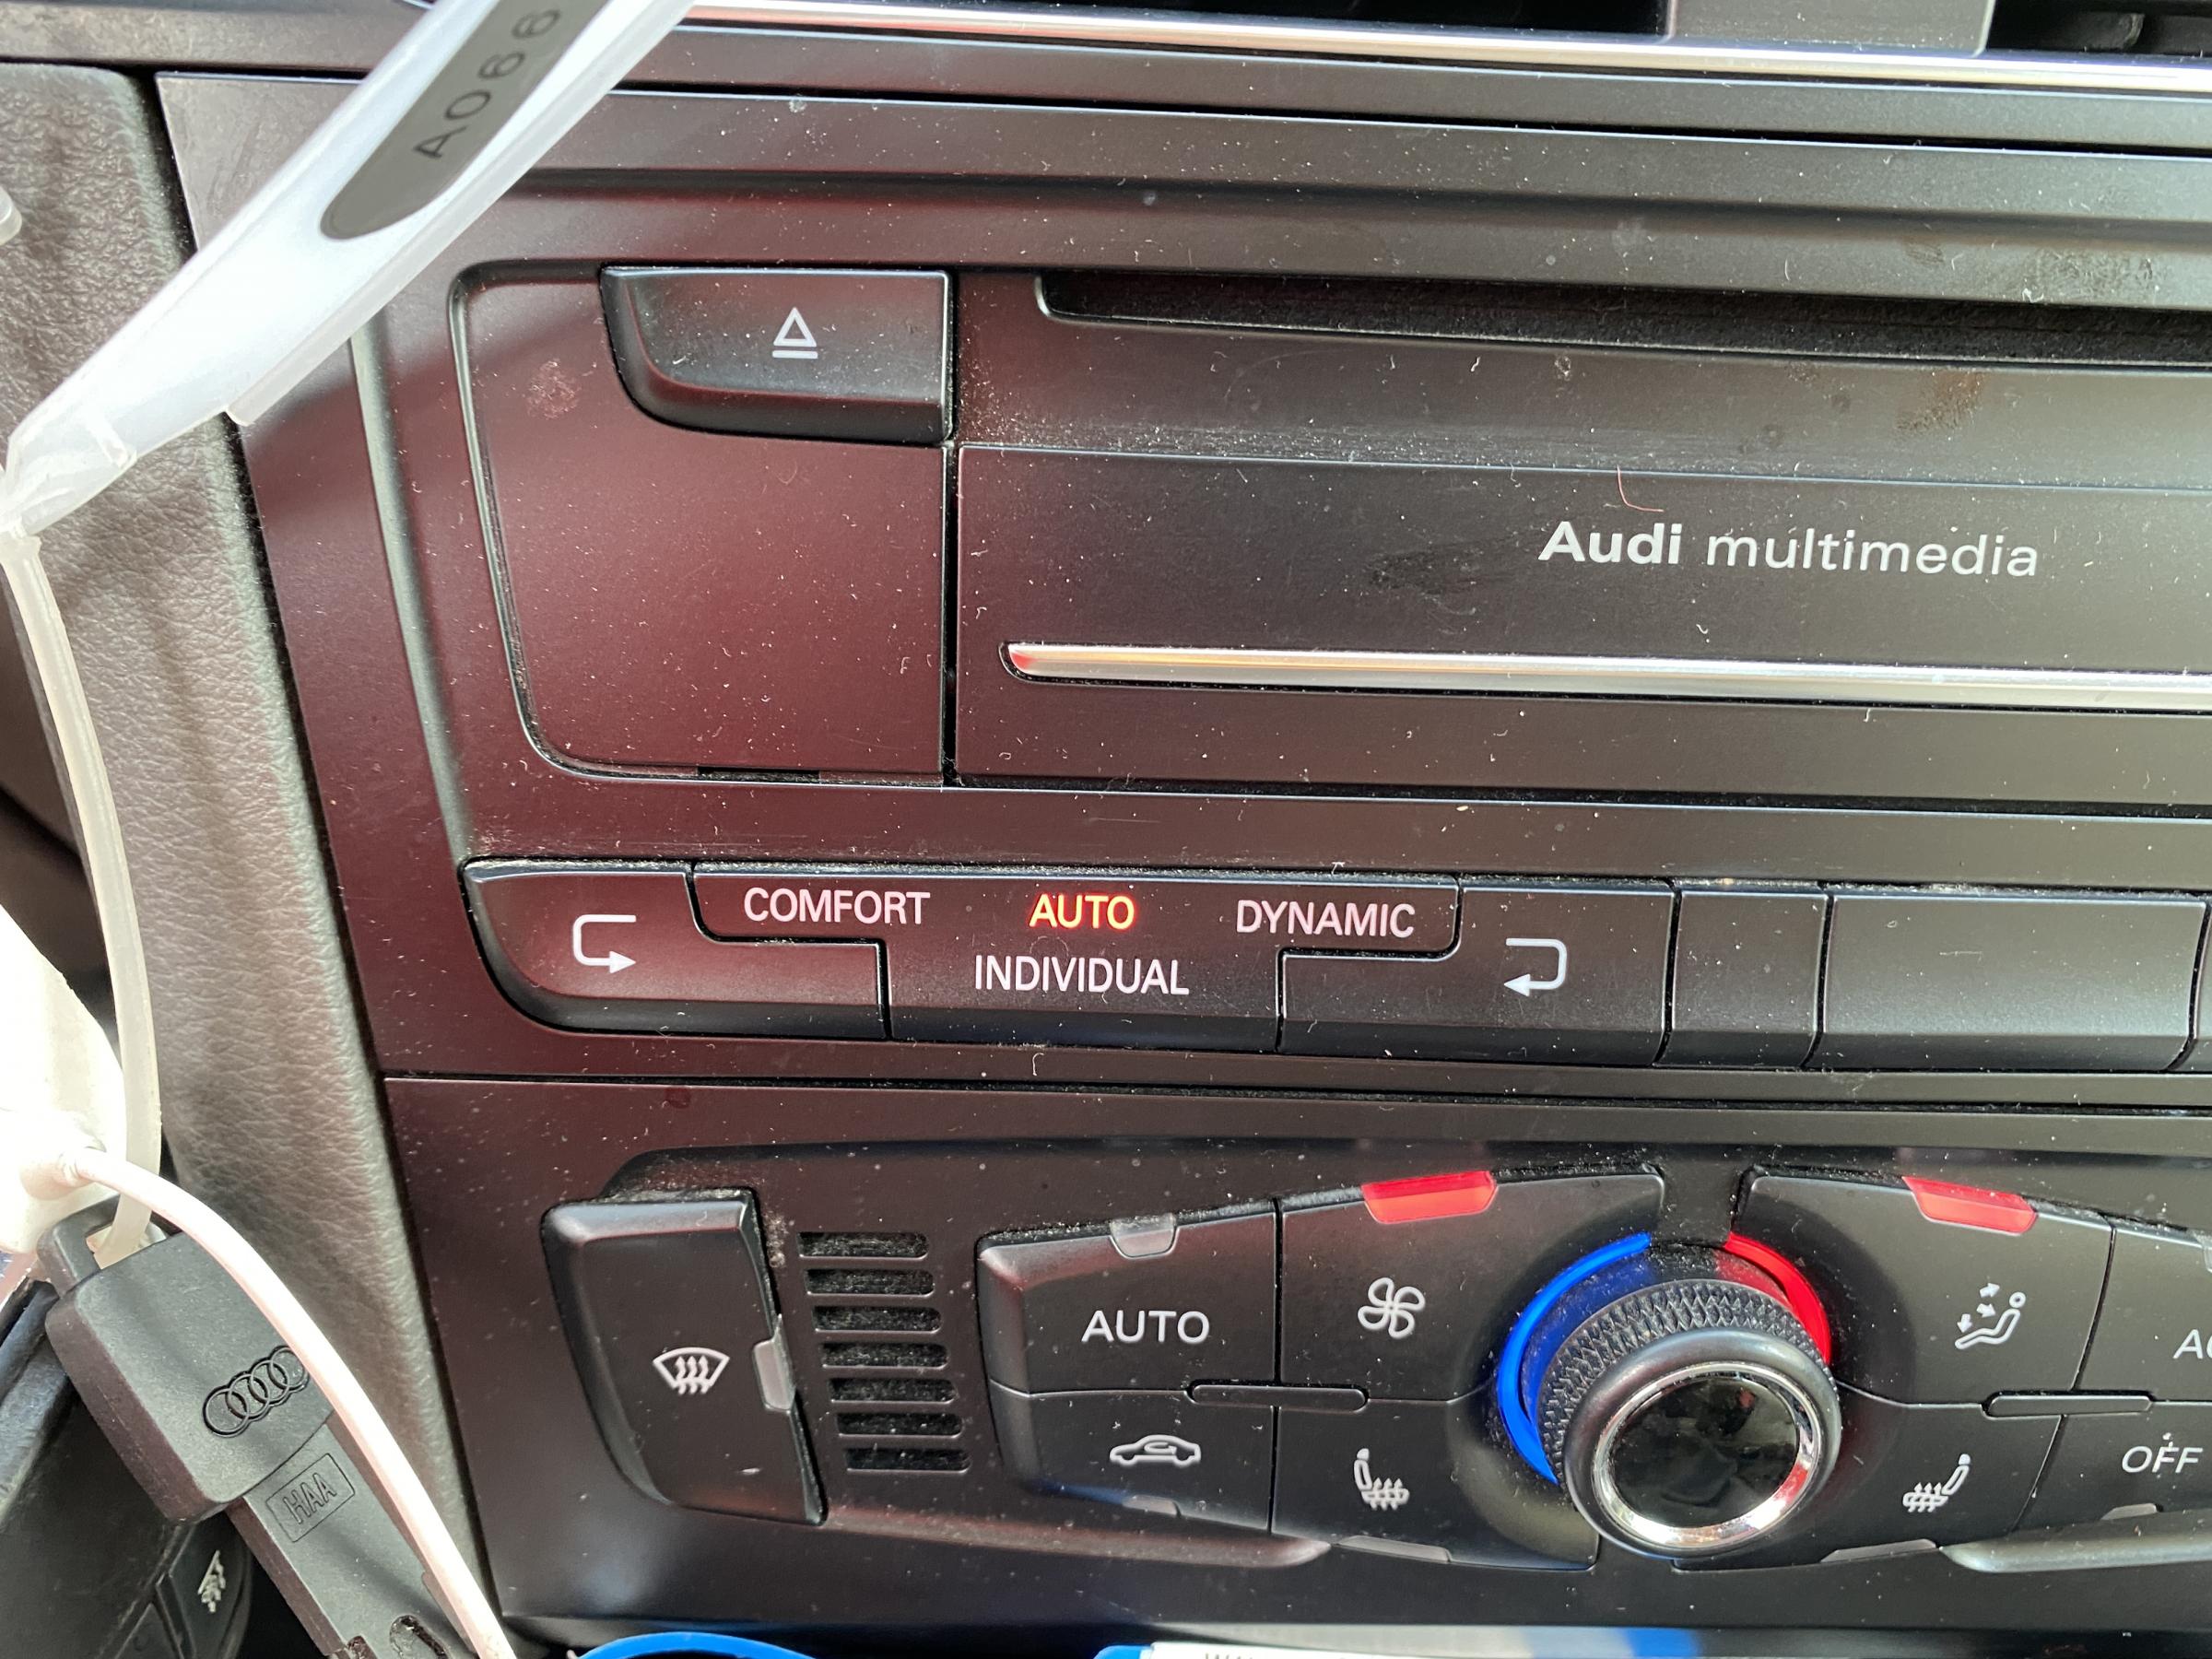 A066
Audi multimedia
COMFORT AUTO DYNAMIC
INDIVIDUAL
AUTO
OFF
HAA